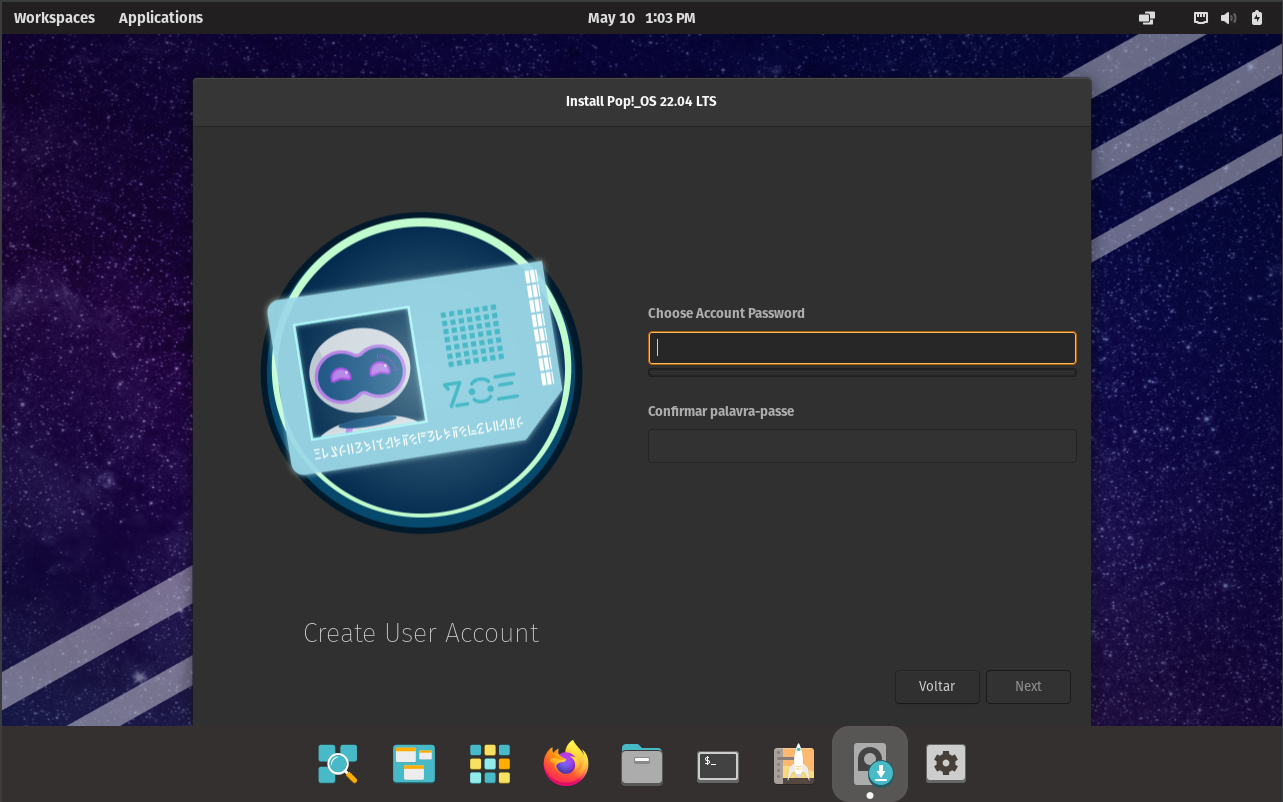 Workspaces Applications May 10 1:03 PM
Install Pop!_OS 22.04 LTS
Choose Account Password
ZOE
Confirmar palavra-passe
Create User Account
Voltar Next
$_